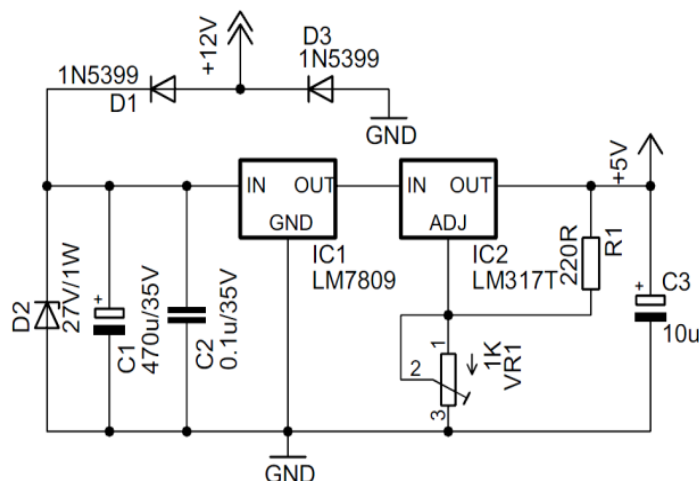 +12V
D3
1N5399
1N5399
D1
GND
IN OUT
GND
IC1
LM7809
IN OUT
ADJ
IC2
LM317T
+5V
220R
R1
+
C3
10u
D2
27V/1W
+
C1
470u/35V
C2
0.1u/35V
1
2
3
1K
VR1
GND